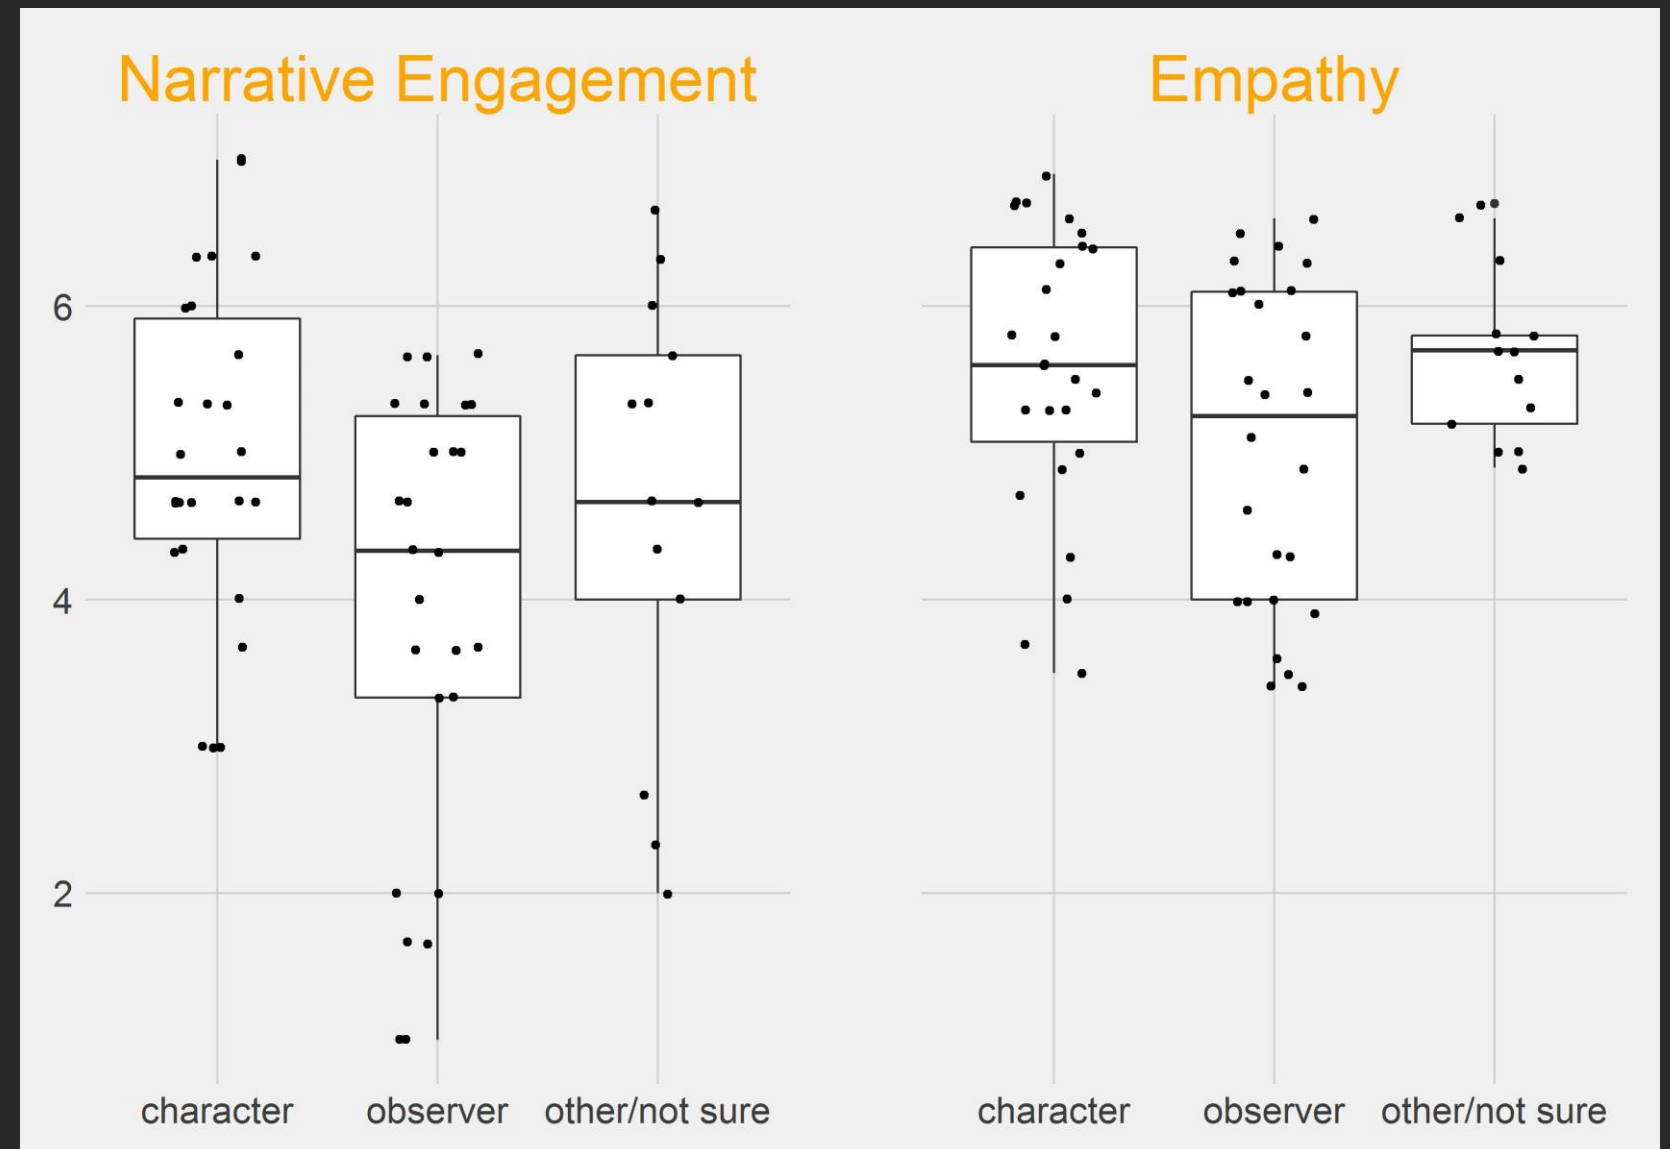 Narrative Engagement
Empathy
6
4
2
character observer other/not sure
character observer other/not sure